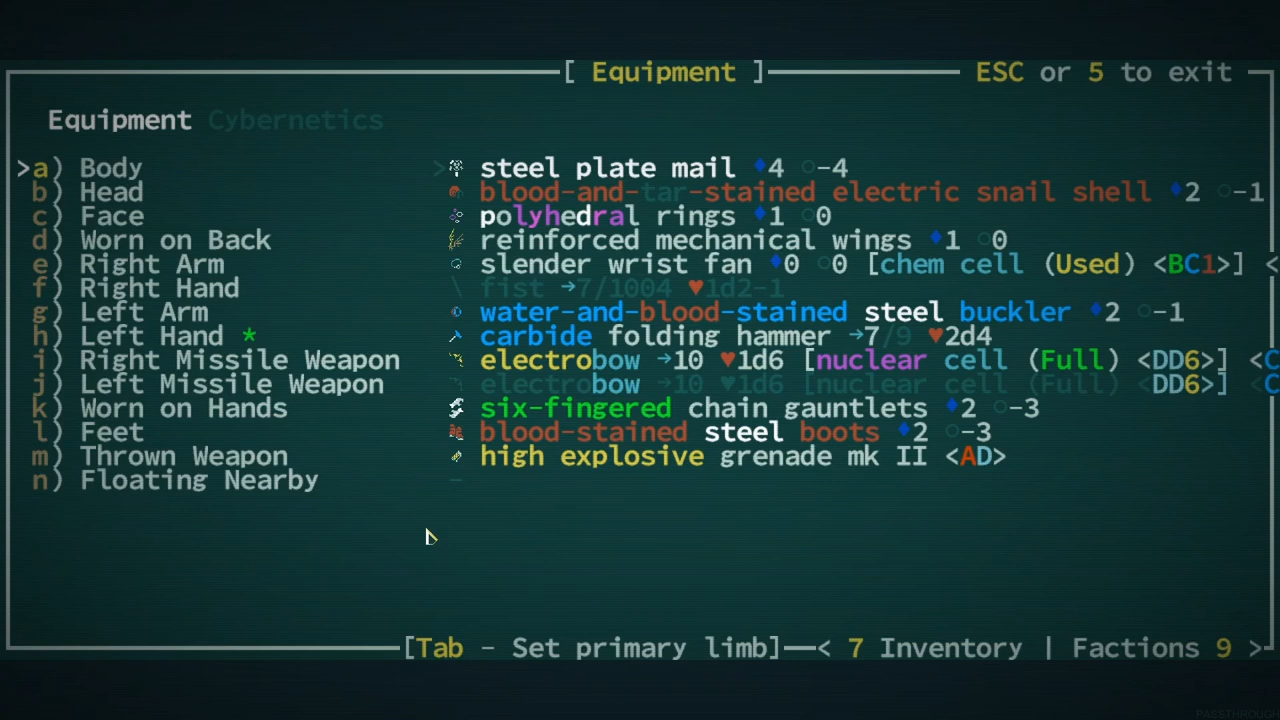 [ Equipment ] ESC or 5 to exit
Equipment Cybernetics
>a) Body > steel plate mail ♦4 ○-4
b) Head blood-and-tar-stained electric snail shell ♦2 ○-1
c) Face polyhedral rings ♦1 ○0
d) Worn on Back reinforced mechanical wings ♦1 ○0
e) Right Arm slender wrist fan ♦0 ○0 [chem cell (Used) <BC1>] <
f) Right Hand fist →7/1004 ♥1d2-1
g) Left Arm water-and-blood-stained steel buckler ♦2 ○-1
h) Left Hand * carbide folding hammer →7/9 ♥2d4
i) Right Missile Weapon electrobow →10 ♥1d6 [nuclear cell (Full) <DD6>] <C
j) Left Missile Weapon electrobow →10 ♥1d6 [nuclear cell (Full) <DD6>] <C
k) Worn on Hands six-fingered chain gauntlets ♦2 ○-3
l) Feet blood-stained steel boots ♦2 ○-3
m) Thrown Weapon high explosive grenade mk II <AD>
n) Floating Nearby -
[Tab - Set primary limb] < 7 Inventory | Factions 9 >